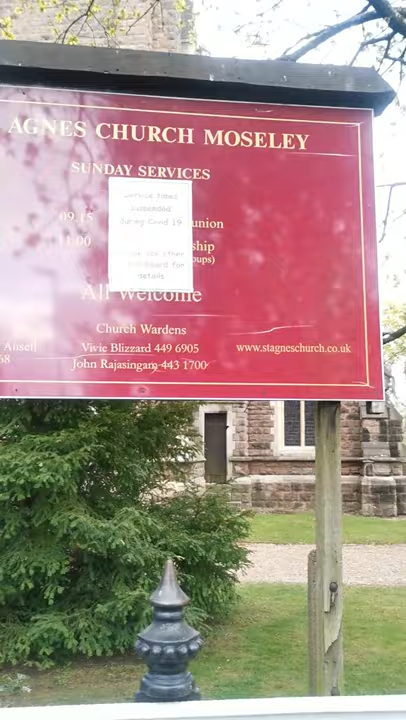 AGNES CHURCH MOSELEY
SUNDAY SERVICES
Service times
suspended
during Covid 19
see other
board for
details
09.15 union
11.00 ship
oups)
All Welcome
Church Wardens
Ansell Vivie Blizzard 449 6905 www.stagneschurch.co.uk
68 John Rajasingam 443 1700